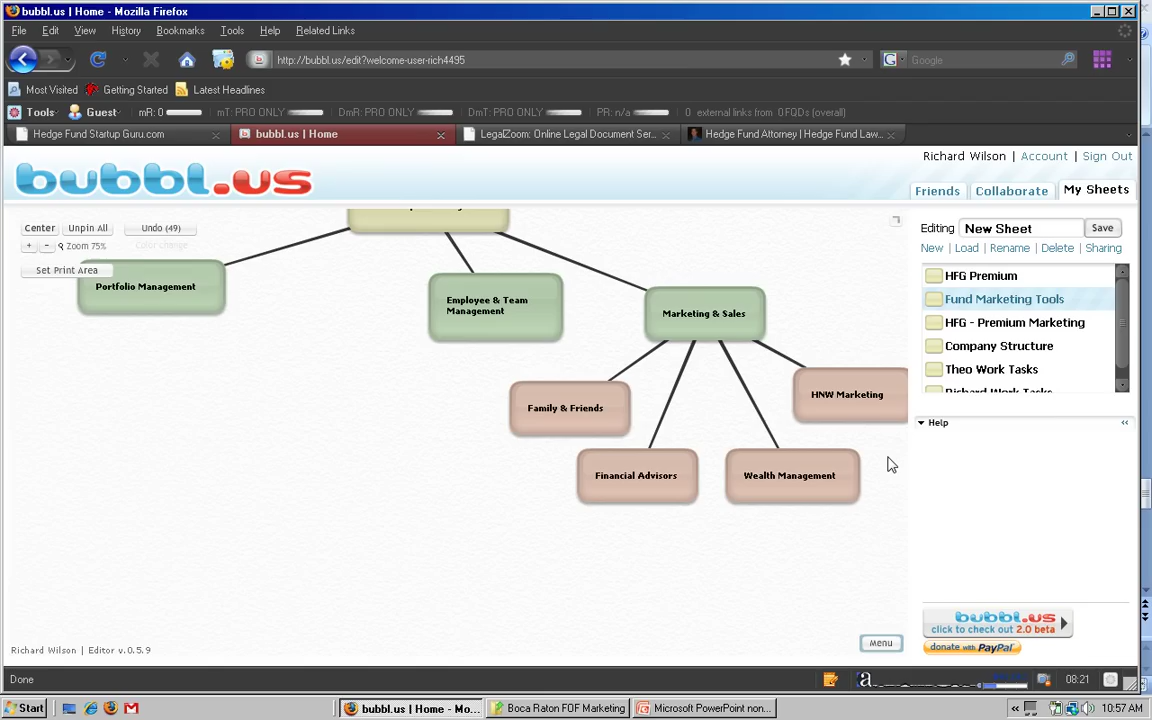 bubbl.us | Home - Mozilla Firefox
File Edit View History Bookmarks Tools Help Related Links
http://bubbl.us/edit?welcome-user-rich4495
G Google
Most Visited Getting Started Latest Headlines
Tools Guest mR: 0 mT: PRO ONLY DmR: PRO ONLY DmT: PRO ONLY PR: n/a 0 external links from 0 FQDs (overall)
Hedge Fund Startup Guru.com
bubbl.us | Home
LegalZoom: Online Legal Document Ser...
Hedge Fund Attorney | Hedge Fund Law...
Richard Wilson | Account | Sign Out
bubbl.us
Friends Collaborate My Sheets
Center Unpin All Undo (49)
+ - Zoom 75% Color change
Set Print Area
Editing New Sheet Save
New | Load | Rename | Delete | Sharing
HFG Premium
Fund Marketing Tools
HFG - Premium Marketing
Company Structure
Theo Work Tasks
Richard Work Tasks
Portfolio Management
Employee & Team
Management
Marketing & Sales
HNW Marketing
Family & Friends
Financial Advisors
Wealth Management
Help
bubbl.us
click to check out 2.0 beta
donate with PayPal
Menu
Richard Wilson | Editor v.0.5.9
Done
a
08:21
Start
bubbl.us | Home - Mo...
Boca Raton FOF Marketing
Microsoft PowerPoint non...
10:57 AM